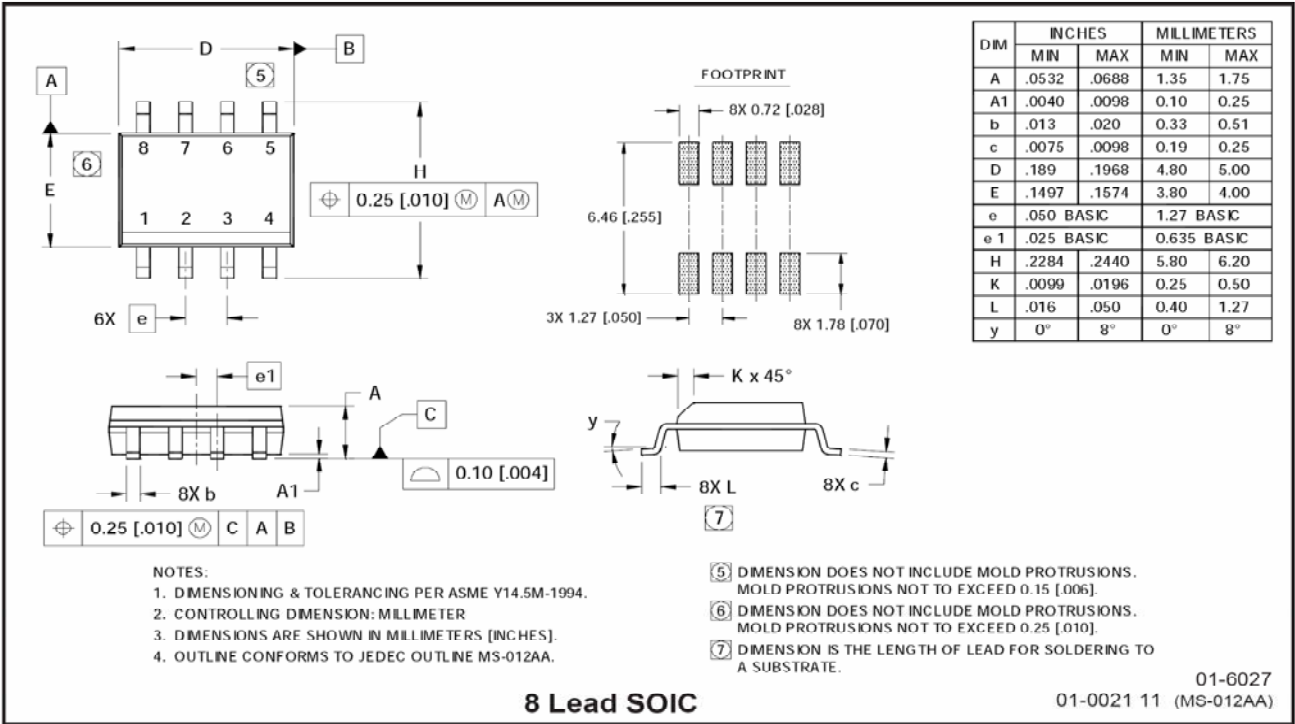 D
B
5
A
8 7 6 5
6
E
H
0.25 [.010] M A M
1 2 3 4
6X e
FOOTPRINT
8X 0.72 [.028]
6.46 [.255]
3X 1.27 [.050]
8X 1.78 [.070]
DIM INCHES MILLIMETERS
MIN MAX MIN MAX
A .0532 .0688 1.35 1.75
A1 .0040 .0098 0.10 0.25
b .013 .020 0.33 0.51
c .0075 .0098 0.19 0.25
D .189 .1968 4.80 5.00
E .1497 .1574 3.80 4.00
e .050 BASIC 1.27 BASIC
e 1 .025 BASIC 0.635 BASIC
H .2284 .2440 5.80 6.20
K .0099 .0196 0.25 0.50
L .016 .050 0.40 1.27
y 0° 8° 0° 8°
e1
A
C
0.10 [.004]
8X b
A1
0.25 [.010] M C A B
K x 45°
y
8X L
8X c
7
NOTES:
1. DIMENSIONING & TOLERANCING PER ASME Y14.5M-1994.
2. CONTROLLING DIMENSION: MILLIMETER
3. DIMENSIONS ARE SHOWN IN MILLIMETERS [INCHES].
4. OUTLINE CONFORMS TO JEDEC OUTLINE MS-012AA.
5 DIMENSION DOES NOT INCLUDE MOLD PROTRUSIONS.
MOLD PROTRUSIONS NOT TO EXCEED 0.15 [.006].
6 DIMENSION DOES NOT INCLUDE MOLD PROTRUSIONS.
MOLD PROTRUSIONS NOT TO EXCEED 0.25 [.010].
7 DIMENSION IS THE LENGTH OF LEAD FOR SOLDERING TO
A SUBSTRATE.
8 Lead SOIC
01-6027
01-0021 11 (MS-012AA)